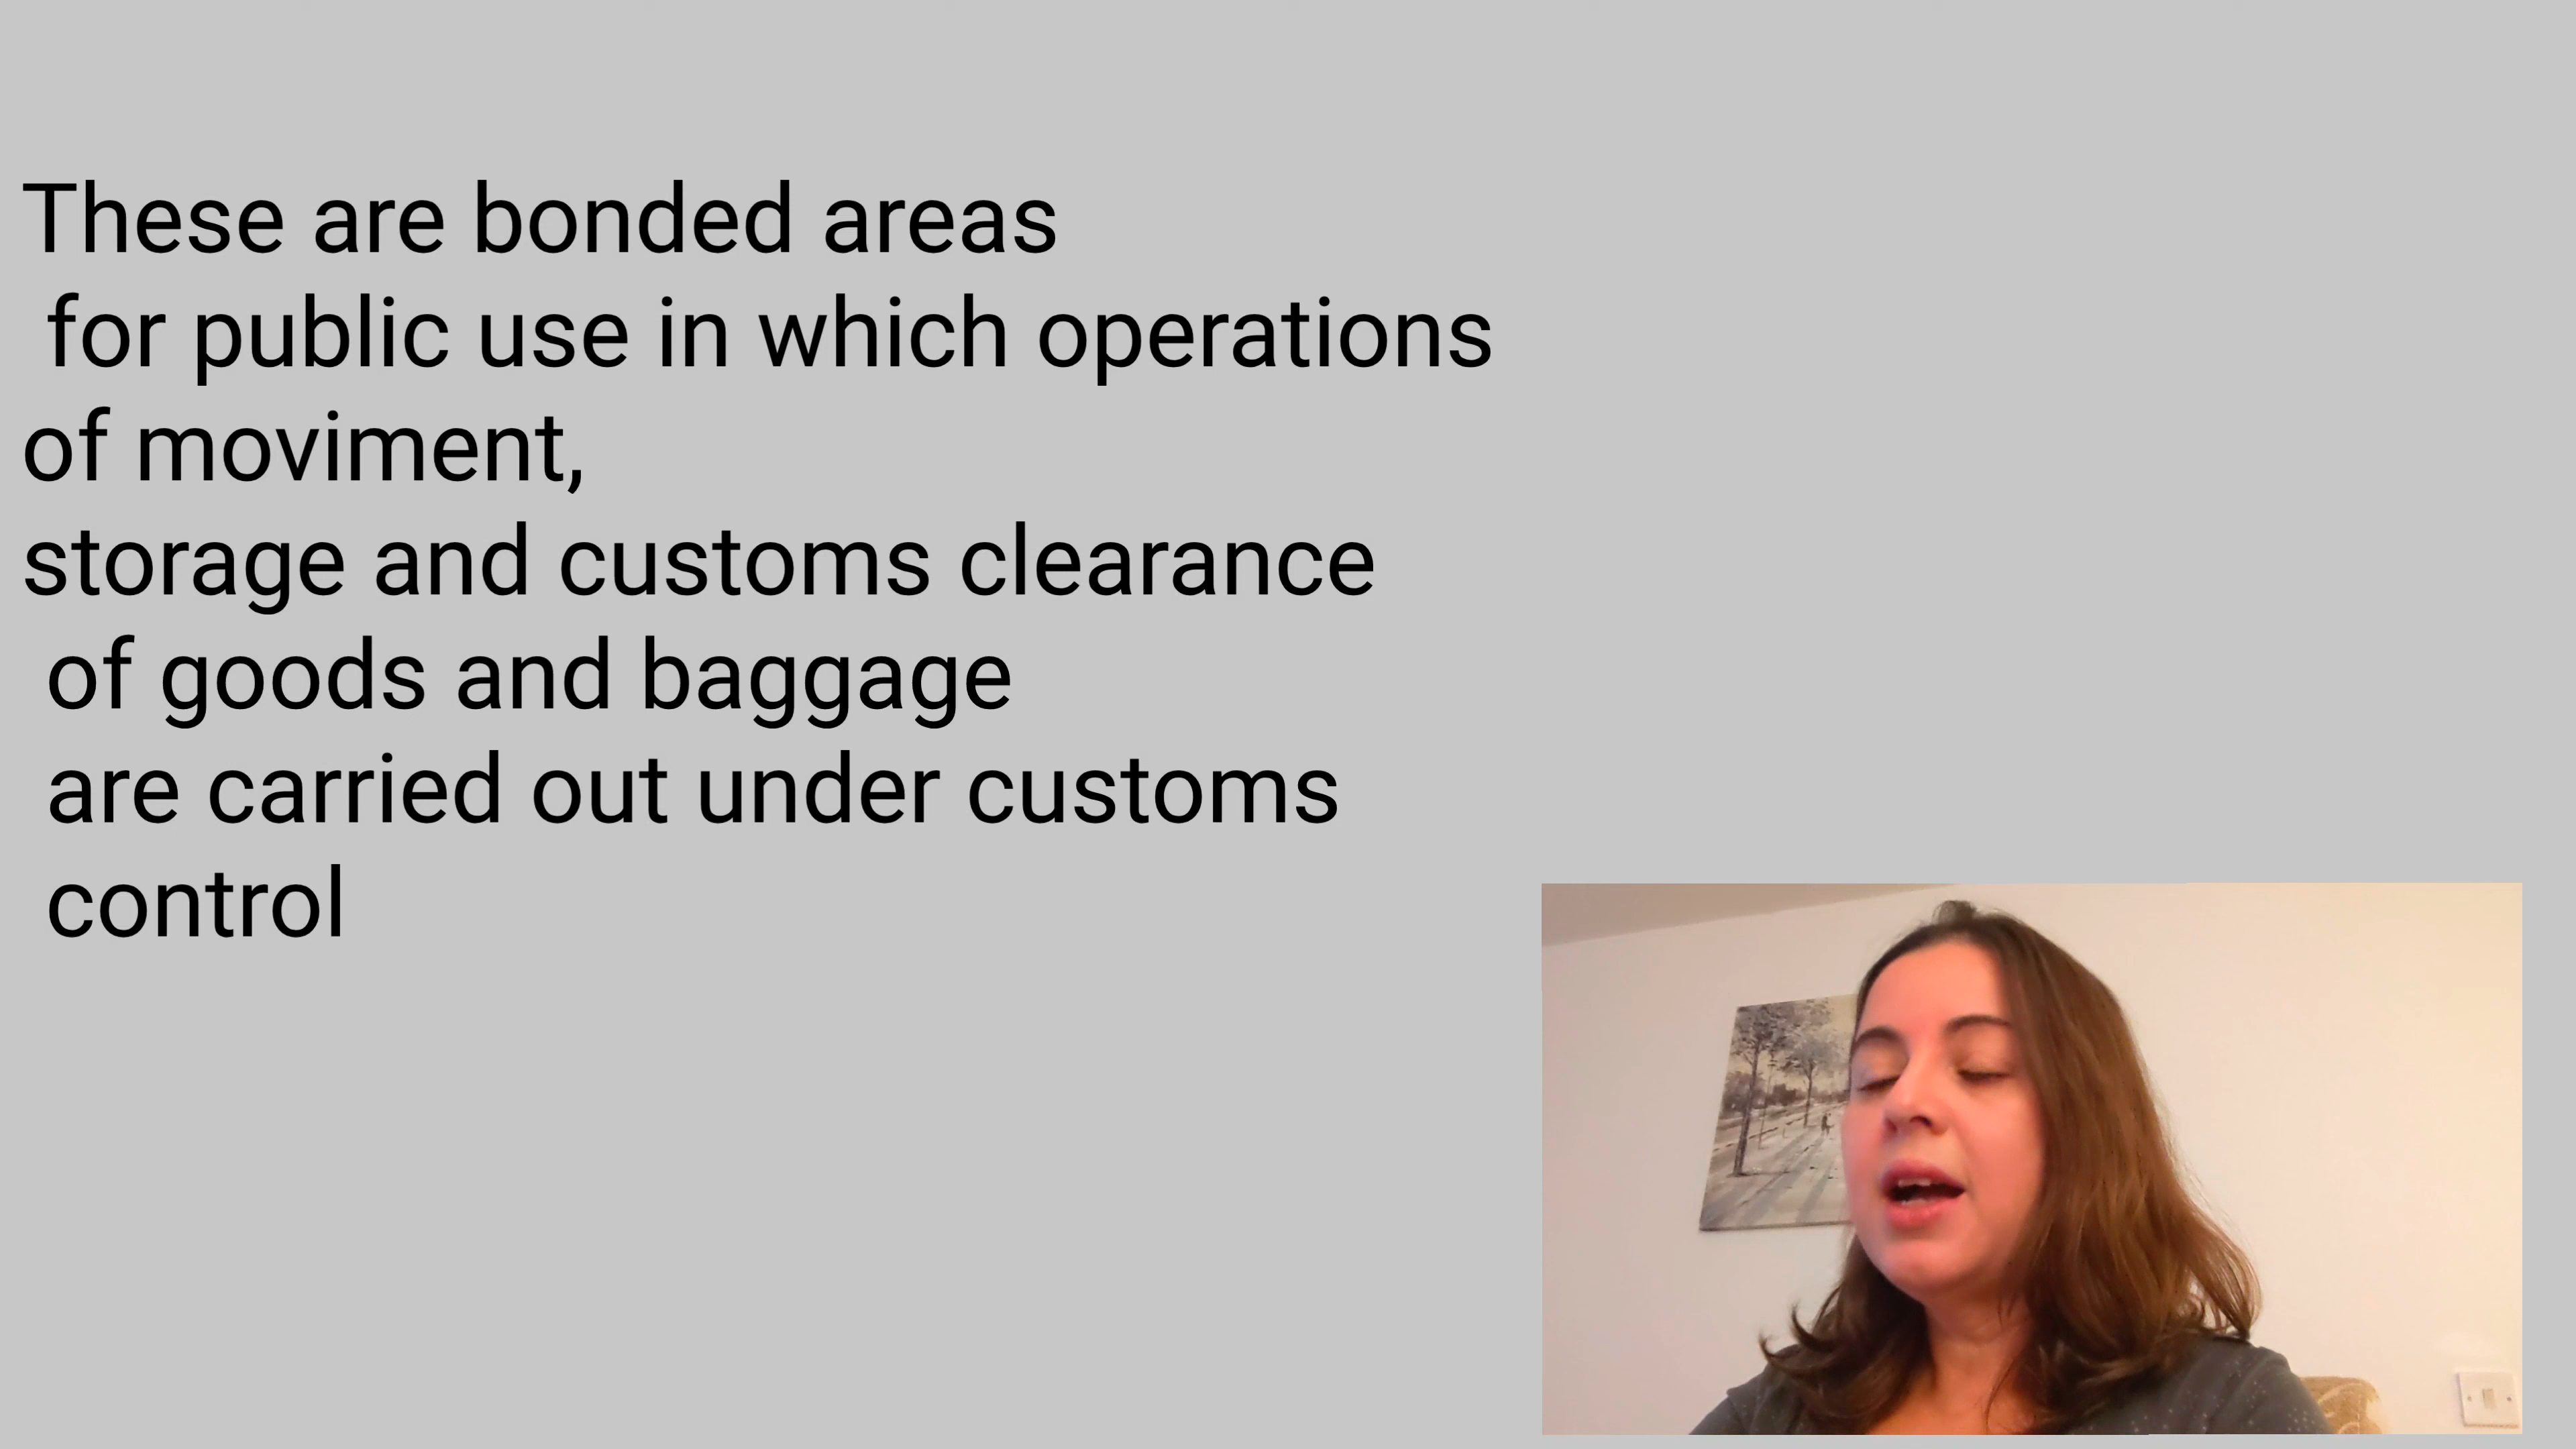 These are bonded areas
for public use in which operations
of moviment,
storage and customs clearance
of goods and baggage
are carried out under customs
control